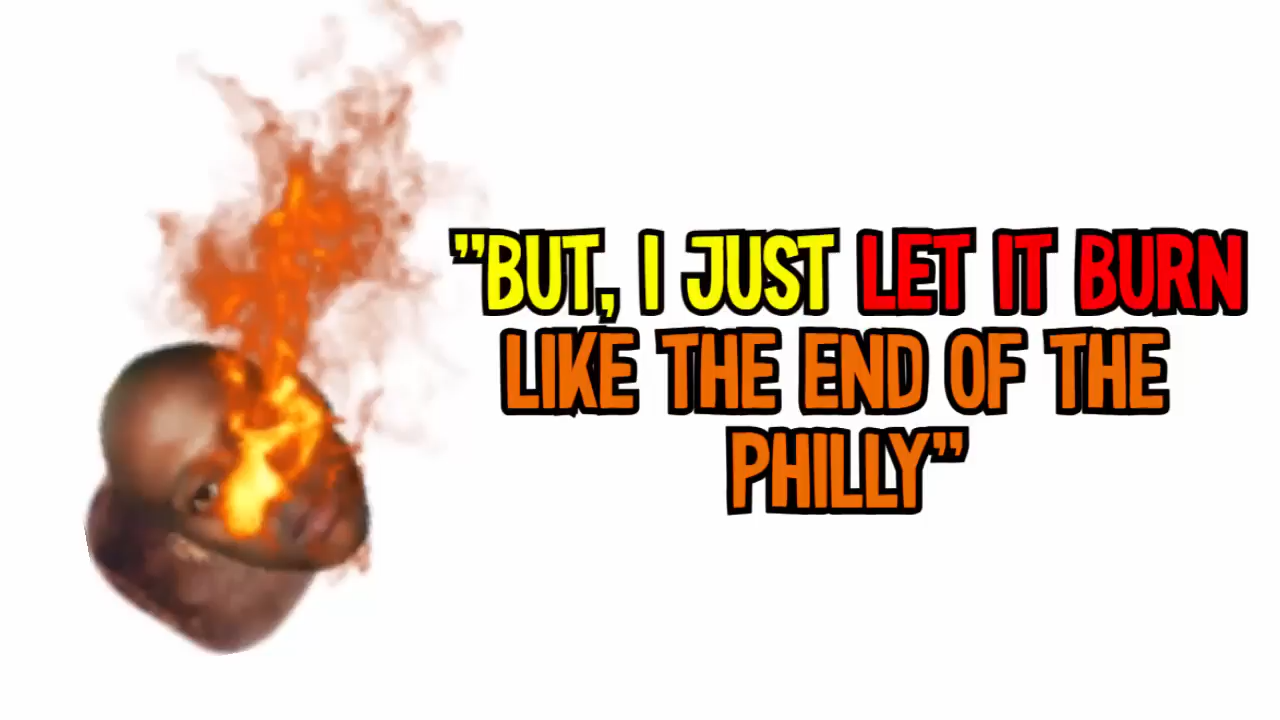 "BUT, I JUST LET IT BURN
LIKE THE END OF THE
PHILLY"